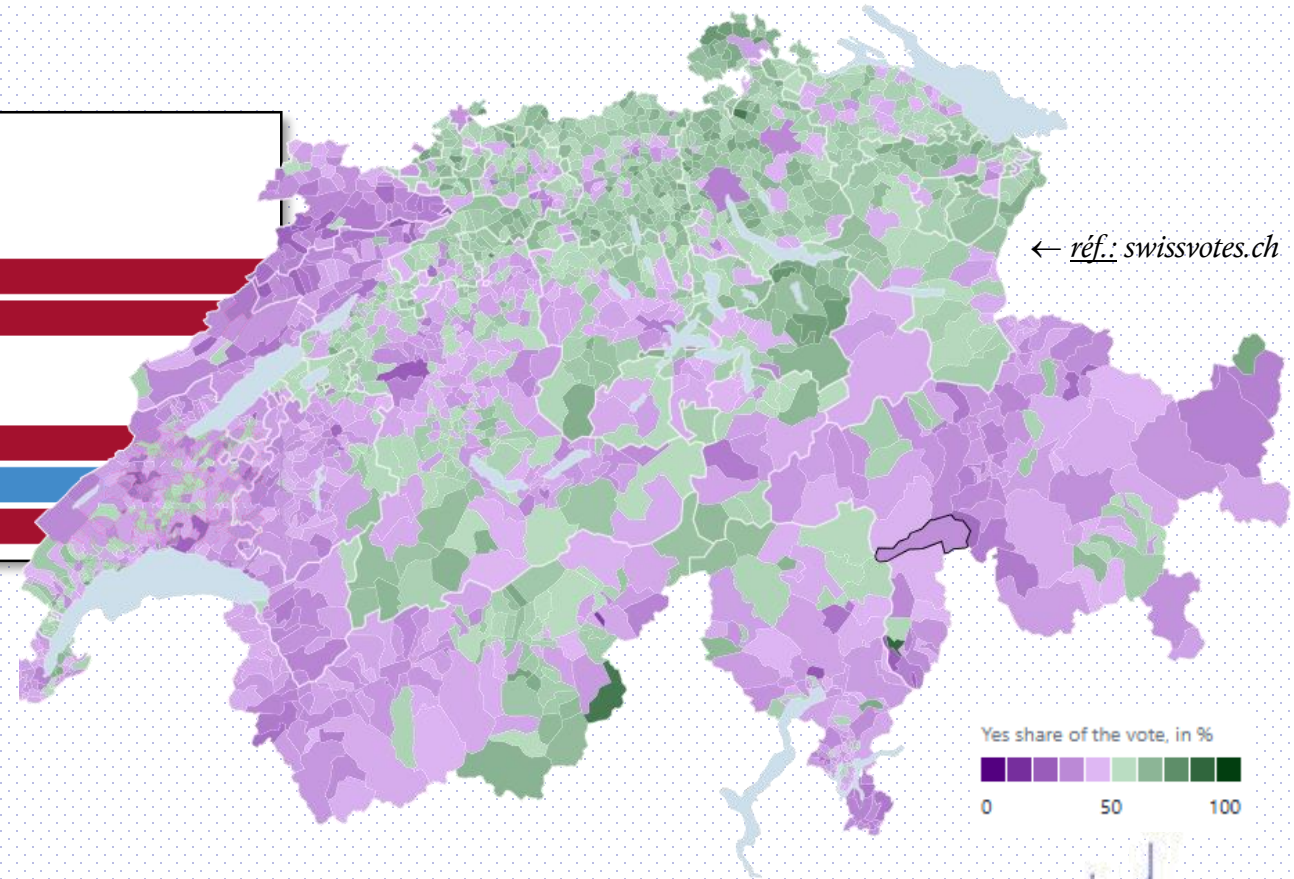 ← réf.: swissvotes.ch
Yes share of the vote, in %
0 50 100